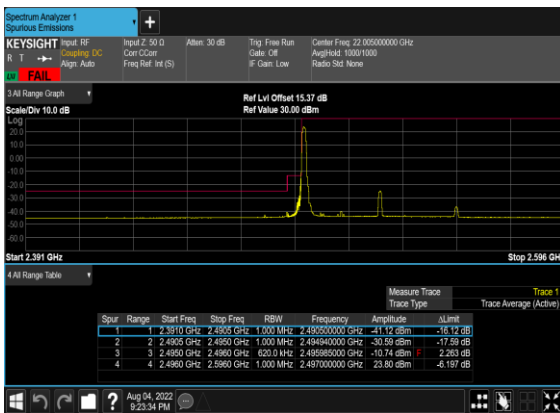 Spectrum Analyzer 1
Spurious Emissions
KEYSIGHT
R T
LV FAIL
Input: RF
Coupling: DC
Align: Auto
Input Z: 50 Ω
Corr CCorr
Freq Ref: Int (S)
Atten: 30 dB
Trig: Free Run
Gate: Off
IF Gain: Low
Center Freq: 22.005000000 GHz
Avg|Hold: 1000/1000
Radio Std: None
3 All Range Graph
Scale/Div 10.0 dB
Ref Lvl Offset 15.37 dB
Ref Value 30.00 dBm
Log
20.0
10.0
0.00
-10.0
-20.0
-30.0
-40.0
-50.0
-60.0
Start 2.391 GHz
Stop 2.596 GH
4 All Range Table
Measure Trace Trace 1
Trace Type Trace Average (Active)
Spur Range Start Freq Stop Freq RBW Frequency Amplitude ΔLimit
1 1 2.3910 GHz 2.4905 GHz 1.000 MHz 2.490500000 GHz -41.12 dBm -16.12 dB
2 2 2.4905 GHz 2.4950 GHz 1.000 MHz 2.494940000 GHz -30.59 dBm -17.59 dB
3 3 2.4950 GHz 2.4960 GHz 620.0 kHz 2.495985000 GHz -10.74 dBm F 2.263 dB
4 4 2.4960 GHz 2.5960 GHz 1.000 MHz 2.497000000 GHz 23.80 dBm -6.197 dB
Aug 04, 2022
9:23:34 PM